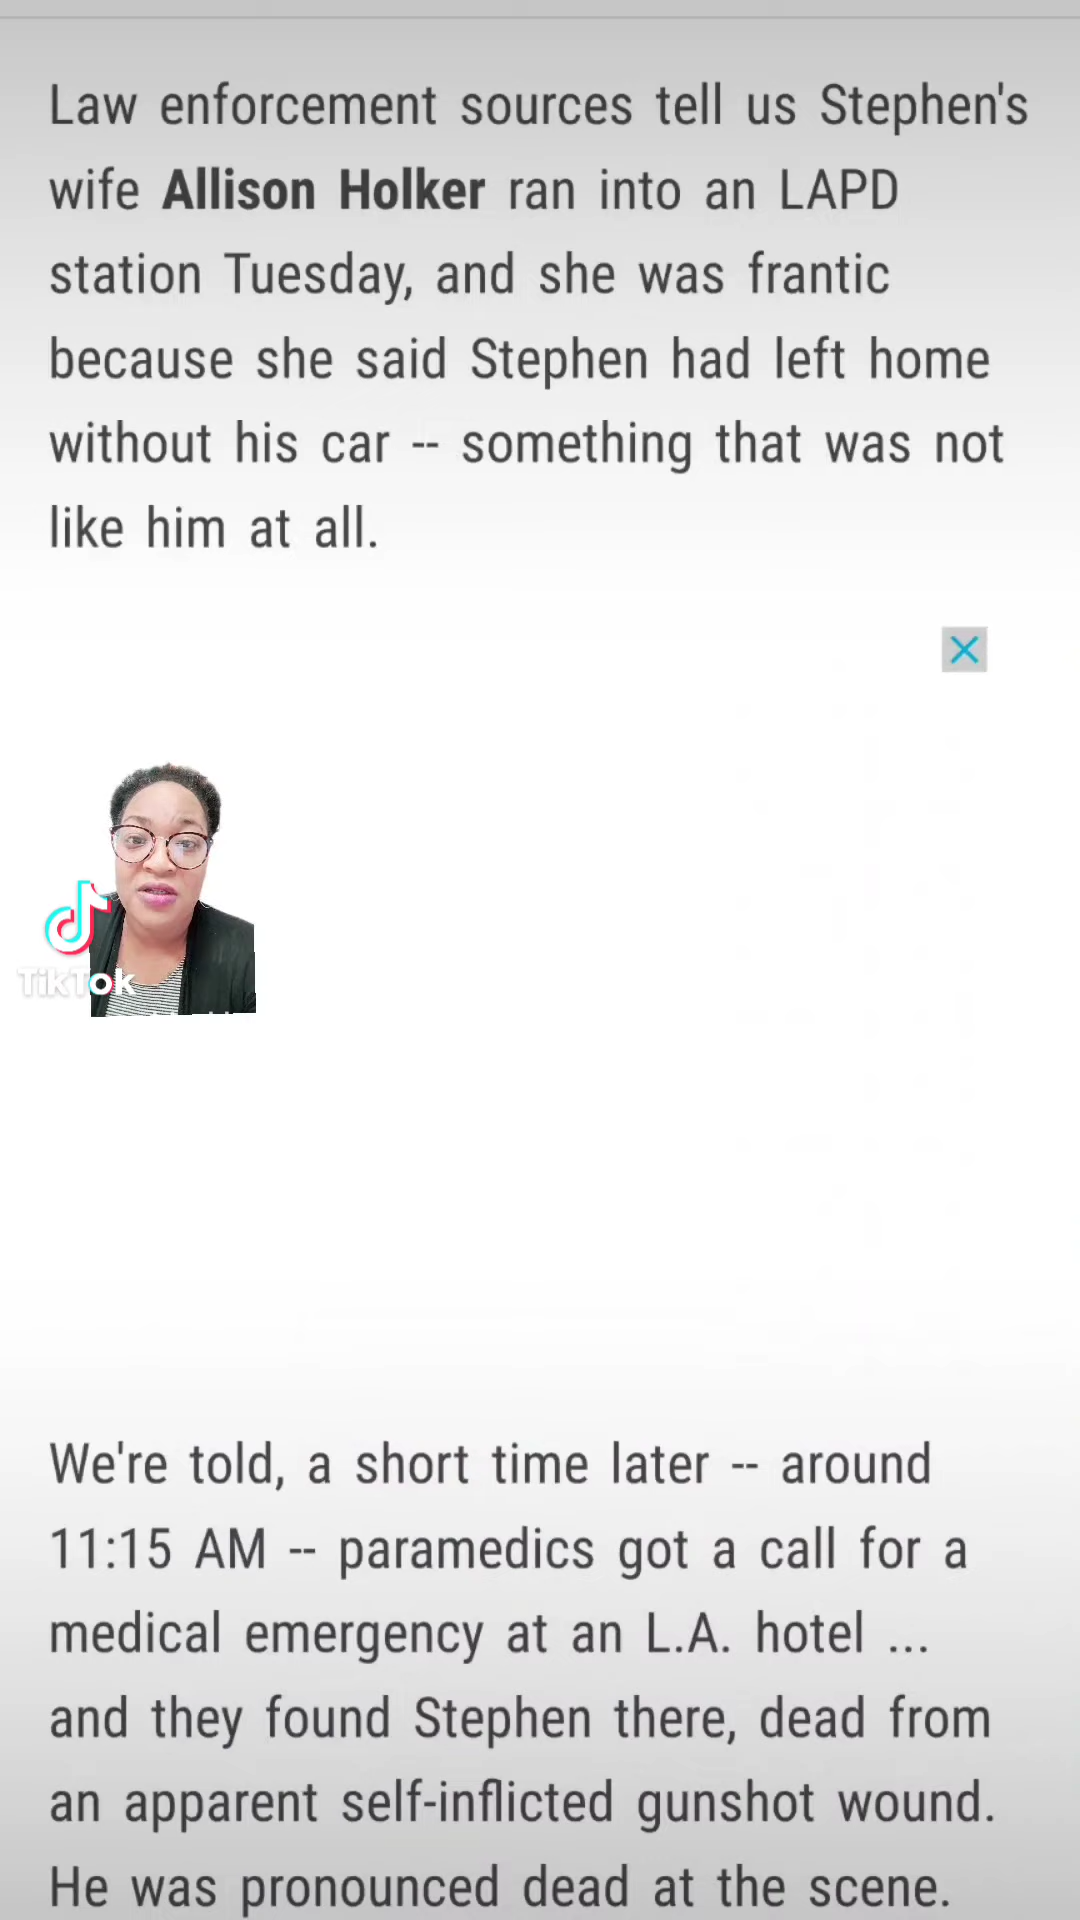 Law enforcement sources tell us Stephen's
wife Allison Holker ran into an LAPD
station Tuesday, and she was frantic
because she said Stephen had left home
without his car -- something that was not
like him at all.
TikTok
We're told, a short time later -- around
11:15 AM -- paramedics got a call for a
medical emergency at an L.A. hotel ...
and they found Stephen there, dead from
an apparent self-inflicted gunshot wound.
He was pronounced dead at the scene.